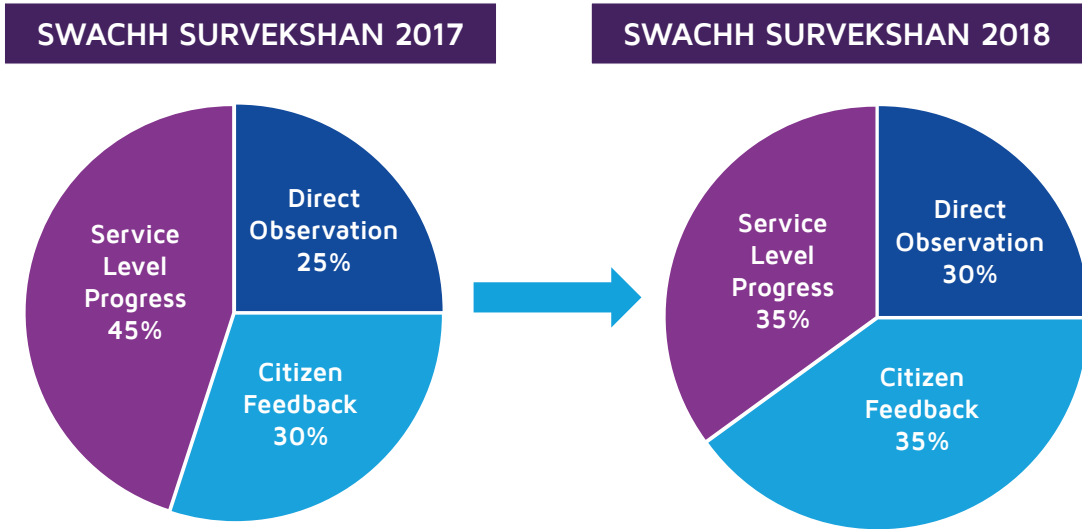 SWACHH SURVEKSHAN 2017
Service
Level
Progress
45%
Direct
Observation
25%
Citizen
Feedback
30%
SWACHH SURVEKSHAN 2018
Service
Level
Progress
35%
Direct
Observation
30%
Citizen
Feedback
35%